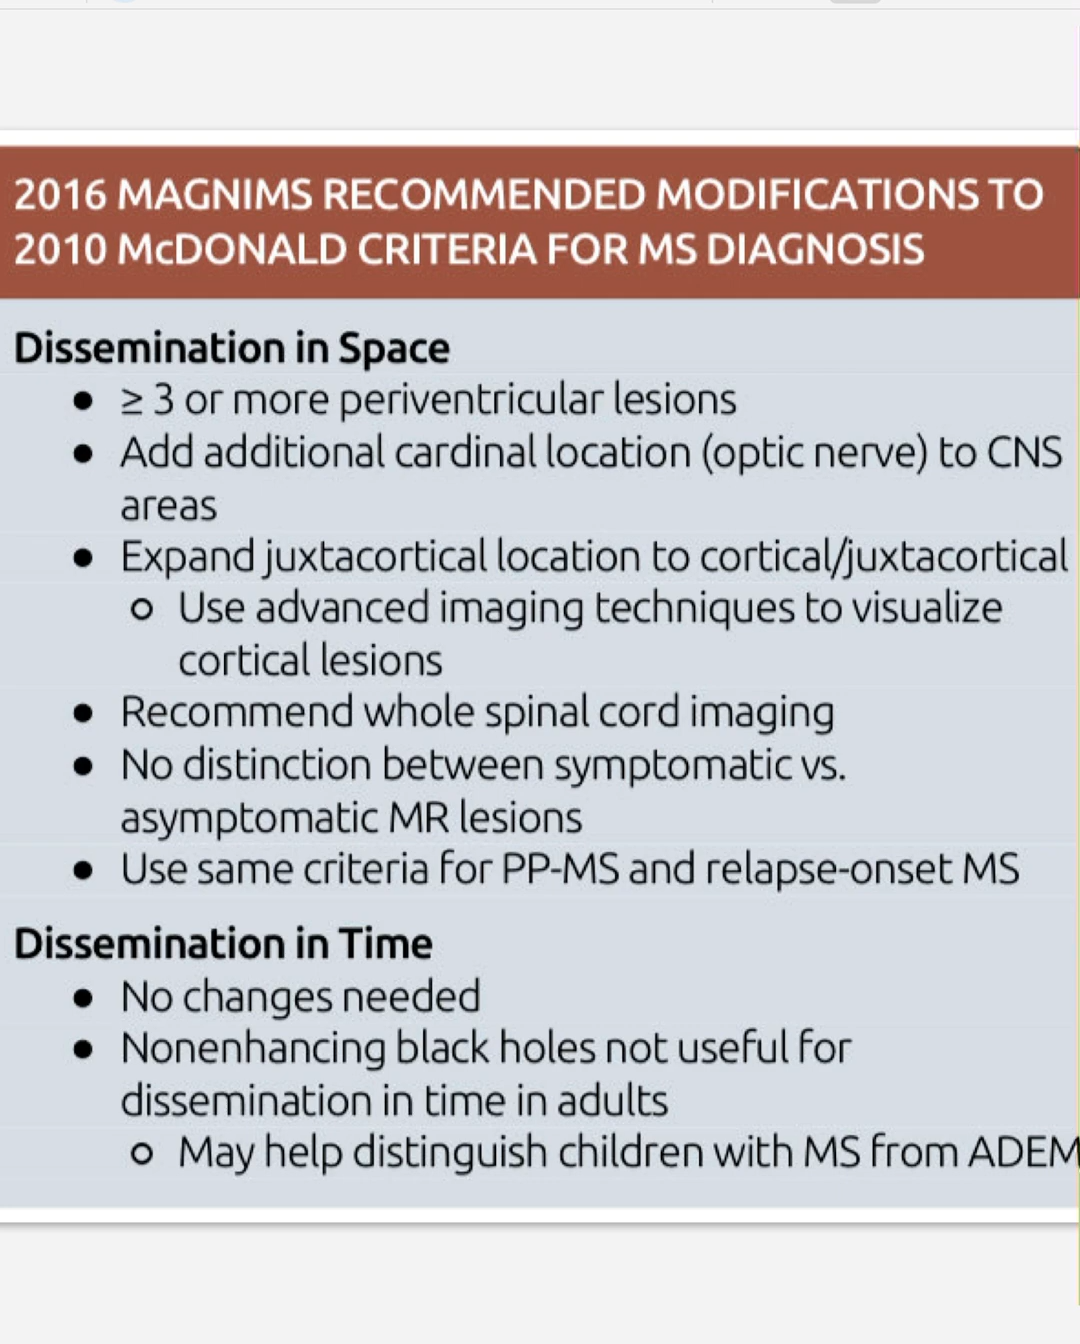 2016 MAGNIMS RECOMMENDED MODIFICATIONS TO
2010 McDONALD CRITERIA FOR MS DIAGNOSIS
Dissemination in Space
● ≥ 3 or more periventricular lesions
● Add additional cardinal location (optic nerve) to CNS
areas
● Expand juxtacortical location to cortical/juxtacortical
o Use advanced imaging techniques to visualize
cortical lesions
● Recommend whole spinal cord imaging
● No distinction between symptomatic vs.
asymptomatic MR lesions
● Use same criteria for PP-MS and relapse-onset MS
Dissemination in Time
● No changes needed
● Nonenhancing black holes not useful for
dissemination in time in adults
o May help distinguish children with MS from ADEM